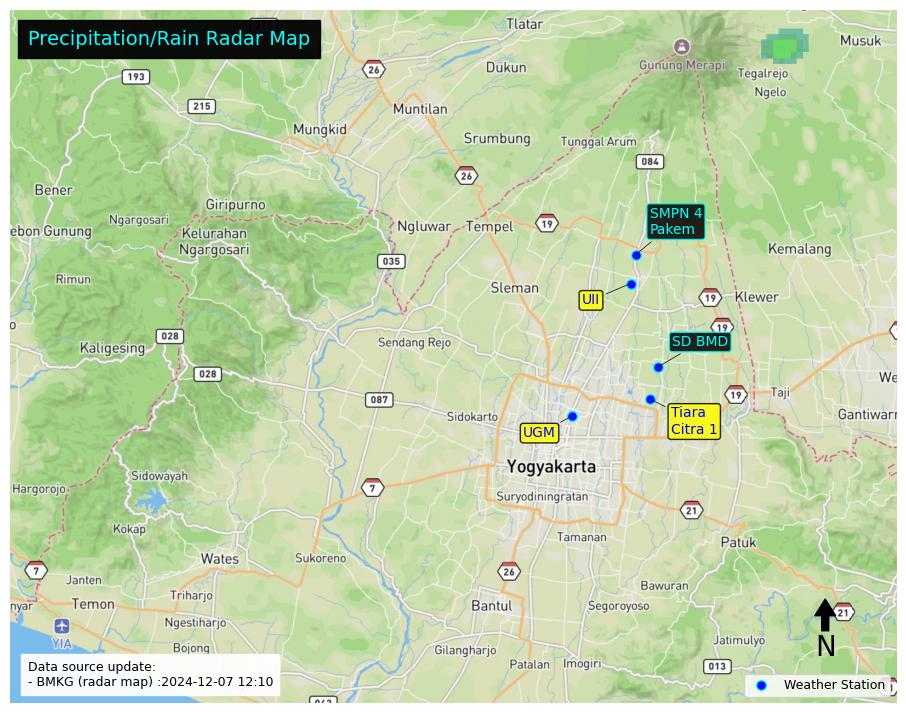 Precipitation/Rain Radar Map
Tlatar
Musuk
26
Gunung Merapi
Dukun
Tegalrejo
193
Ngelo
215
Muntilan
Mungkid
Srumbung
Tunggal Arum
084
26
Bener
Giripurno
SMPN 4
Pakem
Ngargosari
Ngluwar
Tempel
19
ebon Gunung
Kelurahan
Ngargosari
Kemalang
035
Rimun
Sleman
UII
19
Klewer
19
028
Kaligesing
Sendang Rejo
SD BMD
028
We
087
19
Taji
Sidokarto
Tiara
Citra 1
Gantiwarn
UGM
Yogyakarta
Sidowayah
Hargorojo
7
Suryodiningratan
21
Kokap
Tamanan
Patuk
Wates
Sukoreno
7
26
Janten
Bawuran
Triharjo
nyar
Temon
Bantul
Segoroyoso
21
Ngestiharjo
YIA
Jatimulyo
N
Bojong
Gilangharjo
Patalan
Imogiri
013
Data source update:
- BMKG (radar map) :2024-12-07 12:10
Weather Station